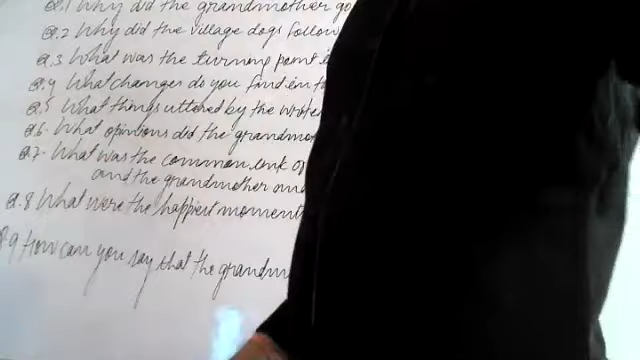 Q.1 Why did the grandmother go
Q.2 Why did the village dogs follow
Q.3 What was the turning point i
Q.4 What changes do you find in
Q.5 What things uttered by the
Q.6. What opinions did the grandmot
Q.7. What was the common link of
and the grandmother
Q.8 What were the happiest moment
Q.9 How can you say that the grandm